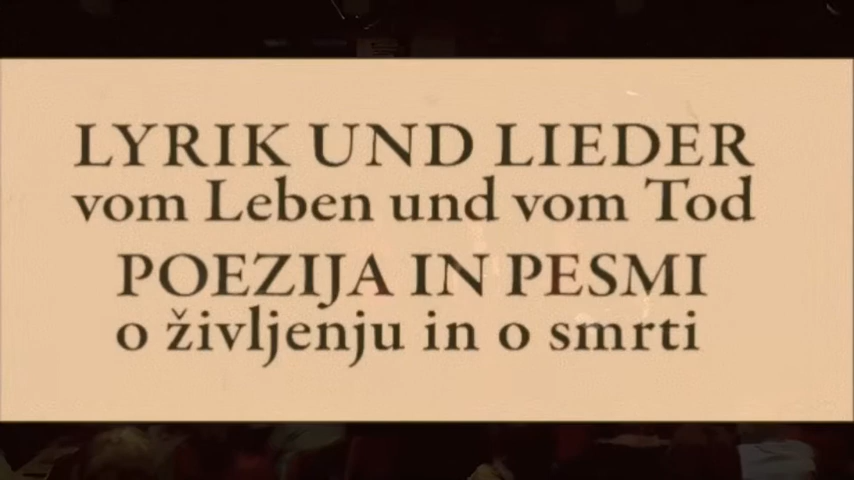 LYRIK UND LIEDER
vom Leben und vom Tod
POEZIJA IN PESMI
o življenju in o smrti